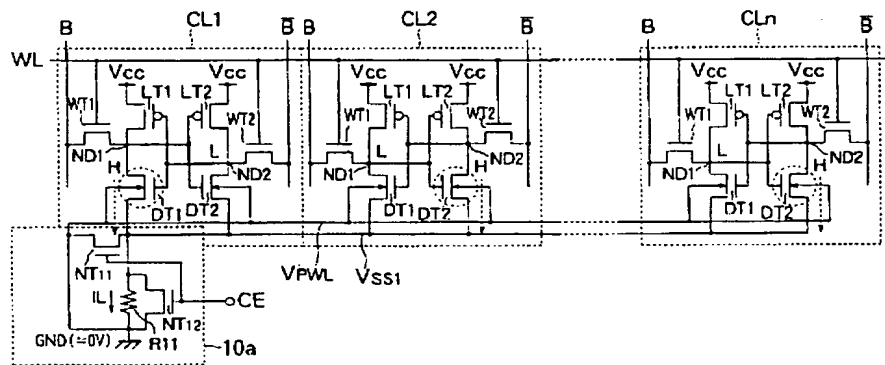 CL1 CL2 CLn
B B̅ B B̅ B B̅
WL
Vcc Vcc Vcc Vcc Vcc Vcc
LT1 LT2 LT1 LT2 LT1 LT2
WT1 WT2 WT1 WT2 WT1 WT2
ND1 H L ND2 ND1 L H ND2 ND1 L H ND2
DT1 DT2 DT1 DT2 DT1 DT2
VPWL VSS1
NT11
IL R11 NT12 CE
GND(=0V)
10a